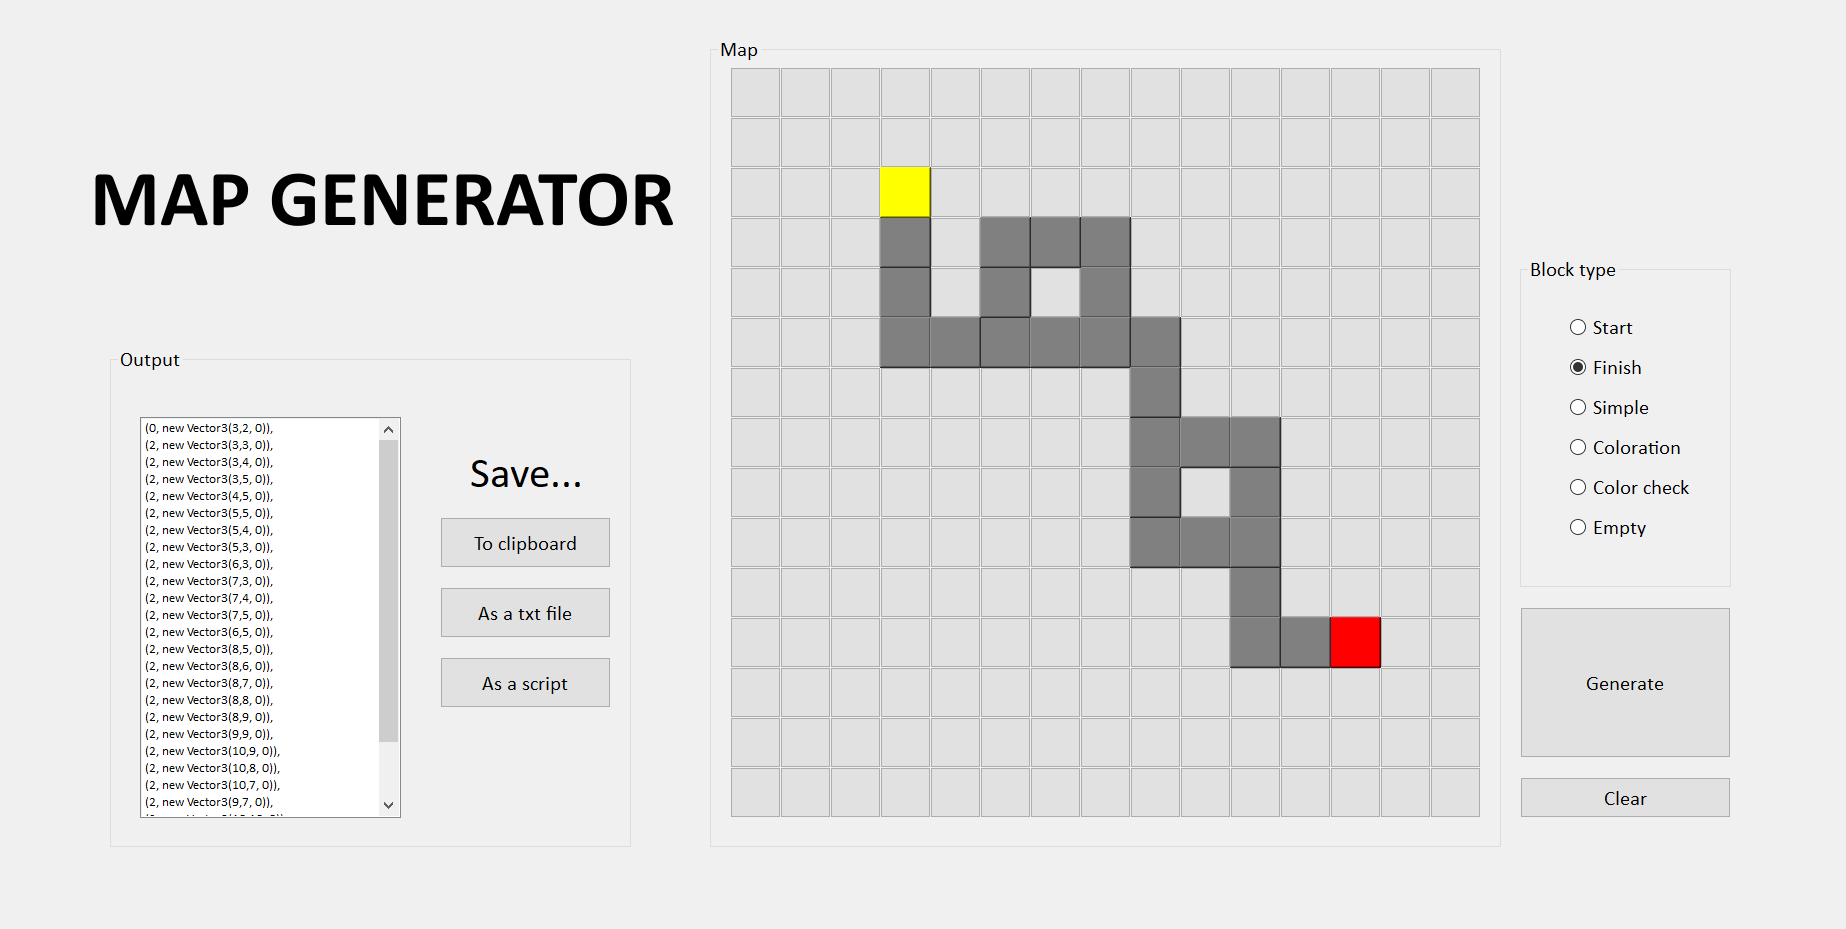 MAP GENERATOR
Output
(0, new Vector3(3,2, 0)),
(2, new Vector3(3,3, 0)),
(2, new Vector3(3,4, 0)),
(2, new Vector3(3,5, 0)),
(2, new Vector3(4,5, 0)),
(2, new Vector3(5,5, 0)),
(2, new Vector3(5,4, 0)),
(2, new Vector3(5,3, 0)),
(2, new Vector3(6,3, 0)),
(2, new Vector3(7,3, 0)),
(2, new Vector3(7,4, 0)),
(2, new Vector3(7,5, 0)),
(2, new Vector3(6,5, 0)),
(2, new Vector3(8,5, 0)),
(2, new Vector3(8,6, 0)),
(2, new Vector3(8,7, 0)),
(2, new Vector3(8,8, 0)),
(2, new Vector3(8,9, 0)),
(2, new Vector3(9,9, 0)),
(2, new Vector3(10,9, 0)),
(2, new Vector3(10,8, 0)),
(2, new Vector3(10,7, 0)),
(2, new Vector3(9,7, 0)),
Save...
To clipboard
As a txt file
As a script
Map
Block type
Start
Finish
Simple
Coloration
Color check
Empty
Generate
Clear